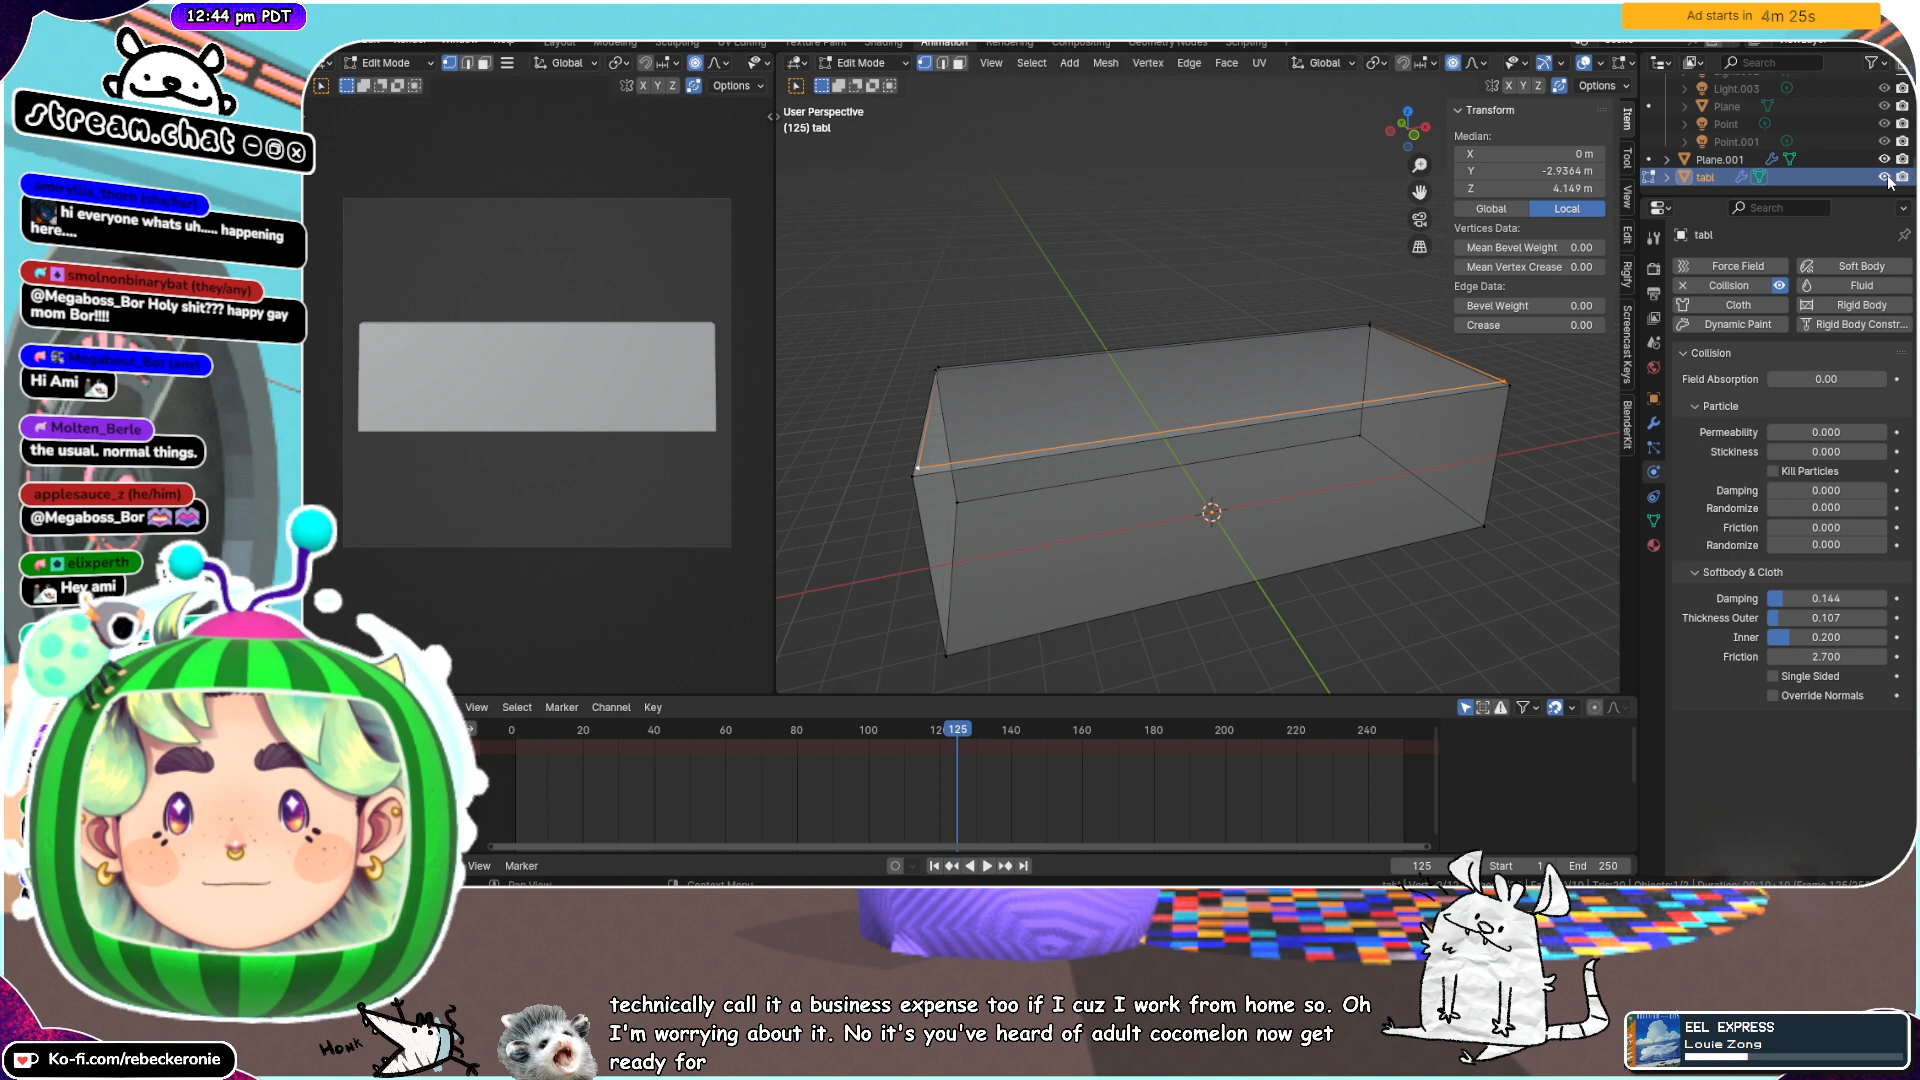 12:44 pm PDT
Ad starts in 4m 25s
stream.chat
amiryllis_thorn (she/her)
hi everyone whats uh..... happening
here....
smolnonbinarybat (they/any)
@Megaboss_Bor Holy shit??? happy gay
mom Bor!!!!
Megaboss_Bor (any)
Hi Ami
Molten_Berle
the usual. normal things.
applesauce_z (he/him)
@Megaboss_Bor
elixperth
Hey ami
Layout Modeling Sculpting UV Editing Texture Paint Shading Animation Rendering Compositing Geometry Nodes Scripting
Edit Mode Global
X Y Z Options
Edit Mode View Select Add Mesh Vertex Edge Face UV Global
X Y Z Options
User Perspective
(125) tabl
Transform
Median:
X 0 m
Y -2.9364 m
Z 4.149 m
Global Local
Vertices Data:
Mean Bevel Weight 0.00
Mean Vertex Crease 0.00
Edge Data:
Bevel Weight 0.00
Crease 0.00
Item
Tool
View
Edit
Rigify
Screencast Keys
BlenderKit
Search
Light.003
Plane
Point
Point.001
Plane.001
tabl
Search
tabl
Force Field Soft Body
Collision Fluid
Cloth Rigid Body
Dynamic Paint Rigid Body Constr...
Collision
Field Absorption 0.00
Particle
Permeability 0.000
Stickiness 0.000
Kill Particles
Damping 0.000
Randomize 0.000
Friction 0.000
Randomize 0.000
Softbody & Cloth
Damping 0.144
Thickness Outer 0.107
Inner 0.200
Friction 2.700
Single Sided
Override Normals
View Select Marker Channel Key
0 20 40 60 80 100 125 140 160 180 200 220 240
View Marker
125 Start 1 End 250
Pan View Context Menu
technically call it a business expense too if I cuz I work from home so. Oh
I'm worrying about it. No it's you've heard of adult cocomelon now get
ready for
Honk
Ko-fi.com/rebeckeronie
EEL EXPRESS
Louie Zong